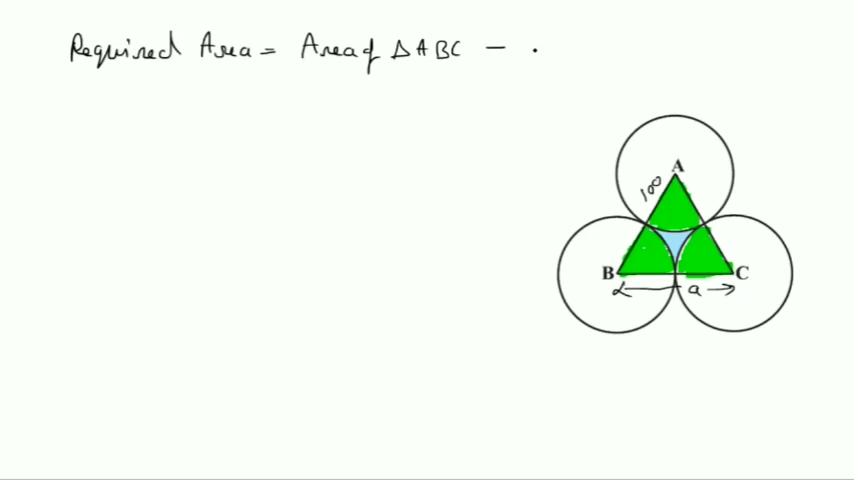 Required Area = Area of ΔABC - .
A
100
B
C
a